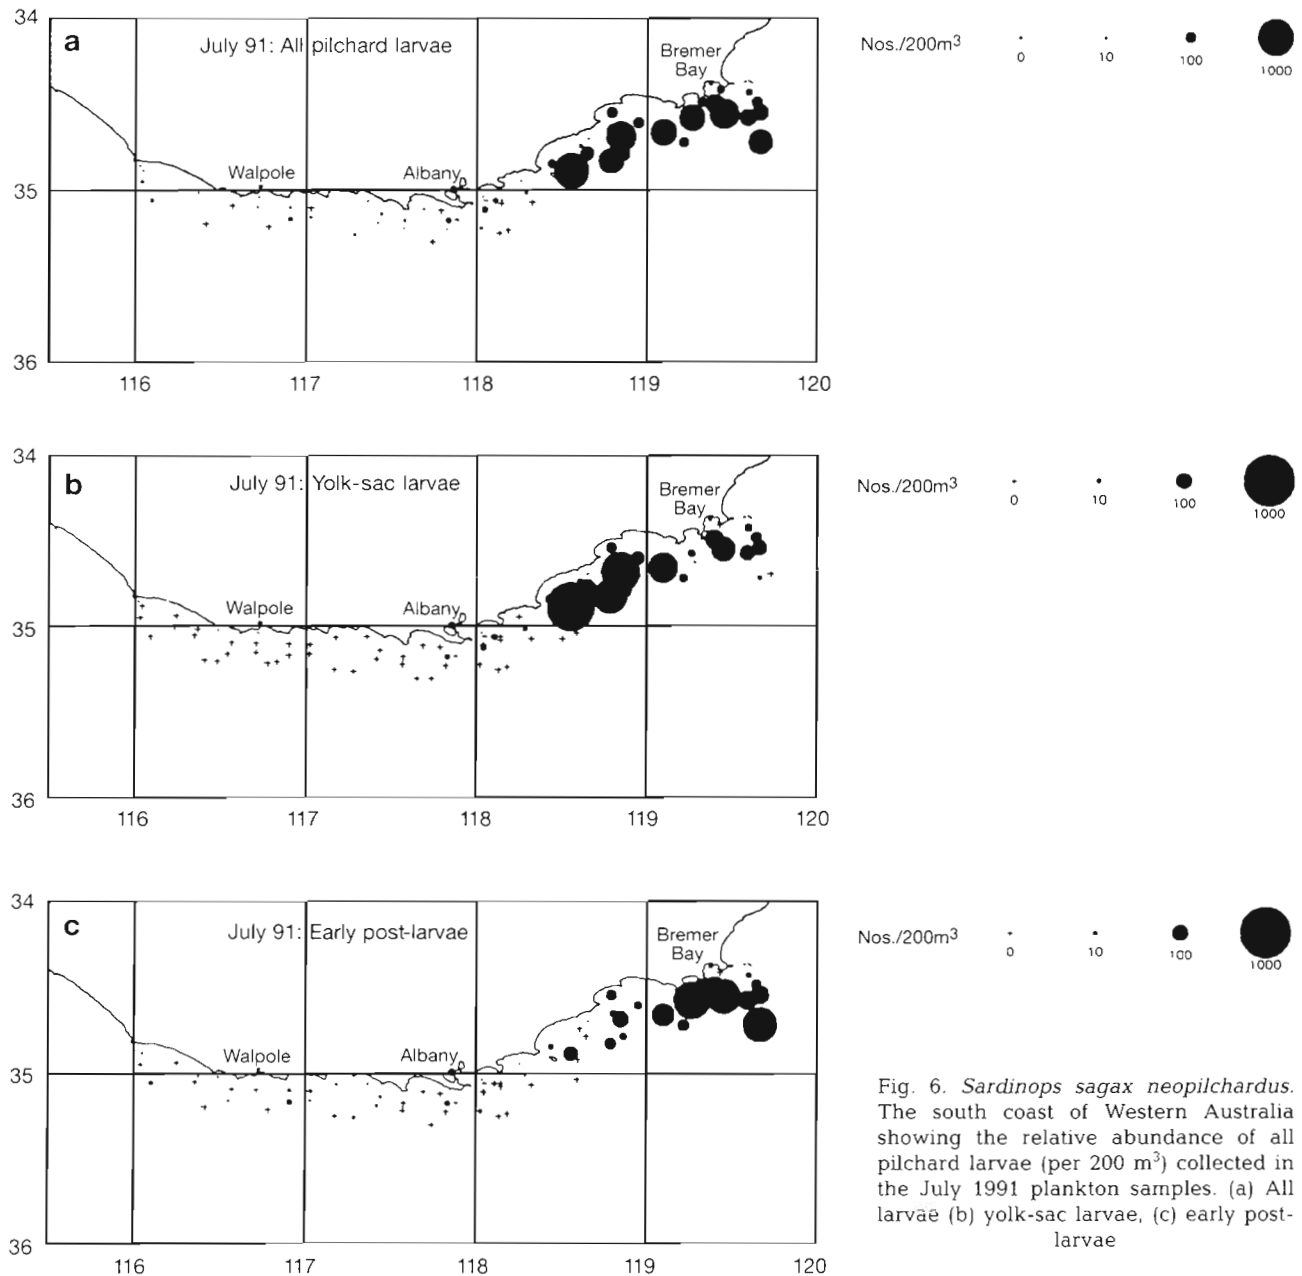 34
a
July 91: All pilchard larvae
Bremer
Bay
Walpole
Albany
35
36
116 117 118 119 120
Nos./200m³
0 10 100 1000
34
b
July 91: Yolk-sac larvae
Bremer
Bay
Walpole
Albany
35
36
116 117 118 119 120
Nos./200m³
0 10 100 1000
34
c
July 91: Early post-larvae
Bremer
Bay
Walpole
Albany
35
36
116 117 118 119 120
Nos./200m³
0 10 100 1000
Fig. 6. Sardinops sagax neopilchardus.
The south coast of Western Australia
showing the relative abundance of all
pilchard larvae (per 200 m³) collected in
the July 1991 plankton samples. (a) All
larvae (b) yolk-sac larvae, (c) early post-
larvae